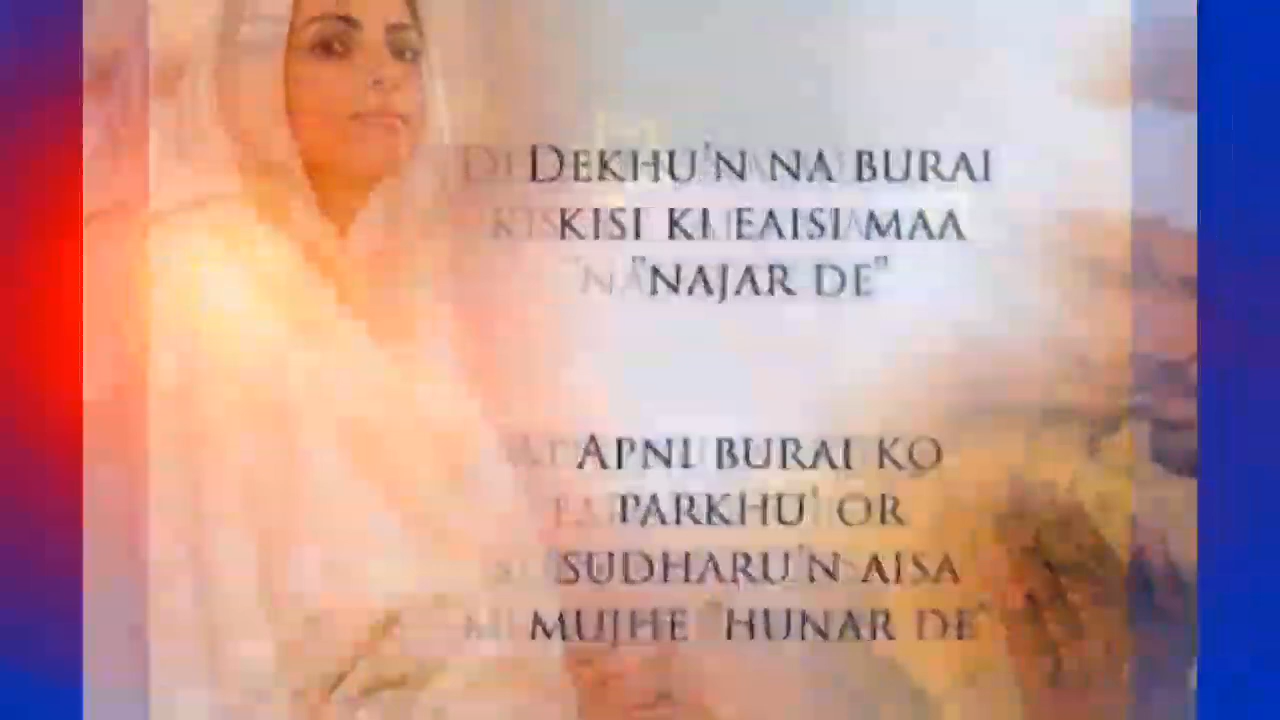 DEKHU'N NA BURAI
KISI KI EAISI MAA
"NAJAR DE"
APNI BURAI KO
PARKHU' OR
SUDHARU'N AISA
MUJHE "HUNAR DE"